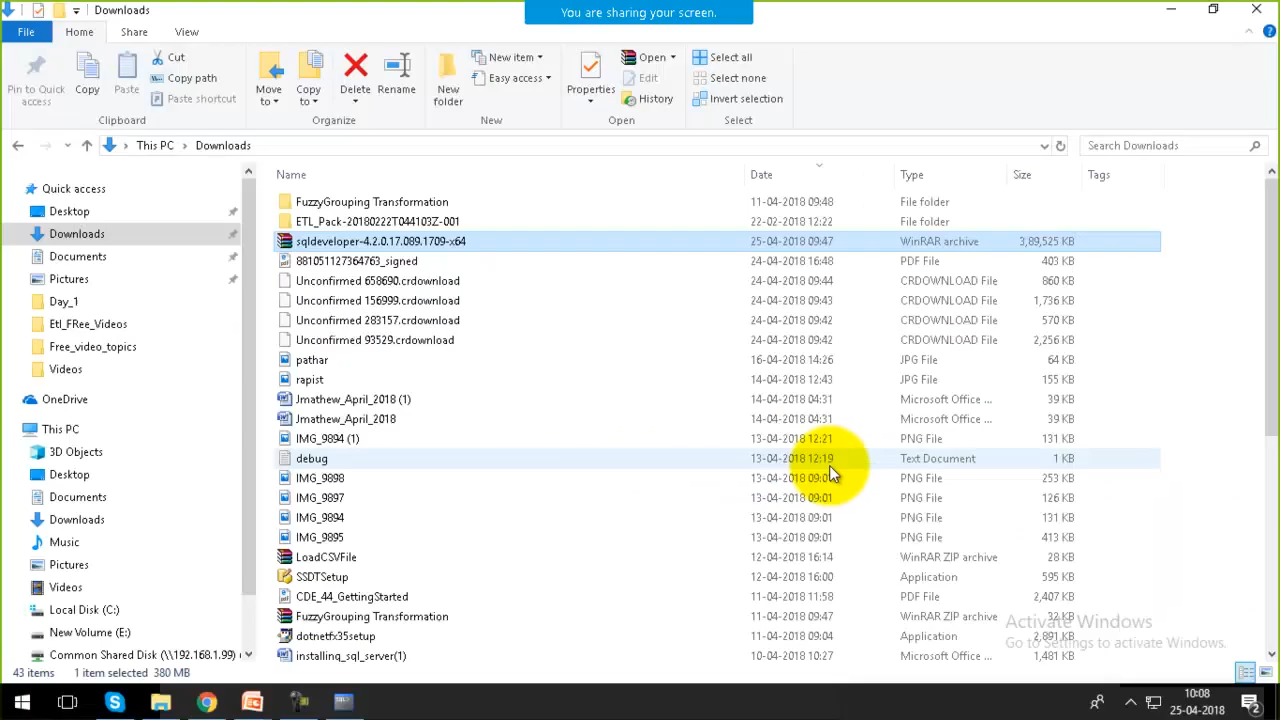 Downloads
You are sharing your screen.
File Home Share View
Pin to Quick access
Copy
Paste
Cut
Copy path
Paste shortcut
Clipboard
Move to
Copy to
Delete
Rename
Organize
New folder
New item
Easy access
New
Properties
Open
Edit
History
Open
Select all
Select none
Invert selection
Select
This PC > Downloads
Search Downloads
Quick access
Desktop
Downloads
Documents
Pictures
Day_1
Etl_FRee_Videos
Free_video_topics
Videos
OneDrive
This PC
3D Objects
Desktop
Documents
Downloads
Music
Pictures
Videos
Local Disk (C:)
New Volume (E:)
Common Shared Disk (\\192.168.1.99)
Name Date Type Size Tags
FuzzyGrouping Transformation 11-04-2018 09:48 File folder
ETL_Pack-20180222T044103Z-001 22-02-2018 12:22 File folder
sqldeveloper-4.2.0.17.089.1709-x64 25-04-2018 09:47 WinRAR archive 3,89,525 KB
881051127364763_signed 24-04-2018 16:48 PDF File 403 KB
Unconfirmed 658690.crdownload 24-04-2018 09:44 CRDOWNLOAD File 860 KB
Unconfirmed 156999.crdownload 24-04-2018 09:43 CRDOWNLOAD File 1,736 KB
Unconfirmed 283157.crdownload 24-04-2018 09:42 CRDOWNLOAD File 570 KB
Unconfirmed 93529.crdownload 24-04-2018 09:42 CRDOWNLOAD File 2,256 KB
pathar 16-04-2018 14:26 JPG File 64 KB
rapist 14-04-2018 12:43 JPG File 155 KB
Jmathew_April_2018 (1) 14-04-2018 04:31 Microsoft Office ... 39 KB
Jmathew_April_2018 14-04-2018 04:31 Microsoft Office ... 39 KB
IMG_9894 (1) 13-04-2018 12:21 PNG File 131 KB
debug 13-04-2018 12:19 Text Document 1 KB
IMG_9898 13-04-2018 PNG File 253 KB
IMG_9897 13-04-2018 09:01 PNG File 126 KB
IMG_9894 13-04-2018 09:01 PNG File 131 KB
IMG_9895 13-04-2018 09:01 PNG File 413 KB
LoadCSVFile 12-04-2018 16:14 WinRAR ZIP archive 28 KB
SSDTSetup 12-04-2018 16:00 Application 595 KB
CDE_44_GettingStarted 11-04-2018 11:58 PDF File 2,407 KB
FuzzyGrouping Transformation 11-04-2018 09:47 WinRAR ZIP archive 32 KB
dotnetfx35setup 11-04-2018 09:04 Application 2,891 KB
installing_sql_server(1) 10-04-2018 10:27 Microsoft Office ... 1,481 KB
Activate Windows
Go to Settings to activate Windows.
43 items 1 item selected 380 MB
10:08
25-04-2018
2